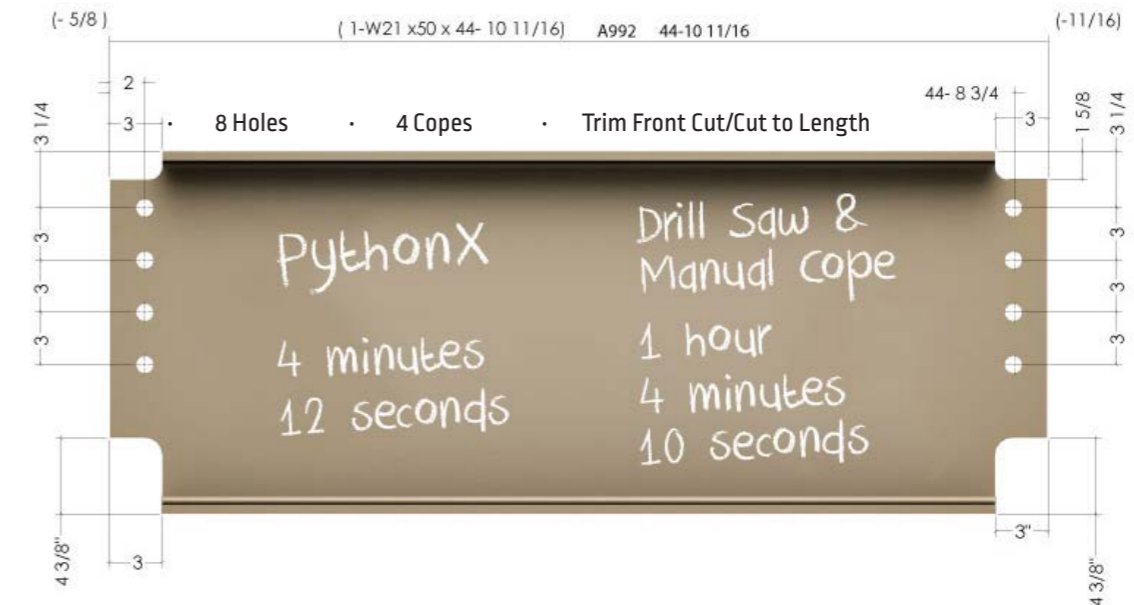 (- 5/8 )
( 1-W21 x50 x 44- 10 11/16) A992 44-10 11/16
(-11/16)
2
44- 8 3/4
3 1/4
3
· 8 Holes · 4 Copes · Trim Front Cut/Cut to Length
3
1 5/8
3 1/4
PythonX
Drill Saw &
Manual cope
4 minutes
12 seconds
1 hour
4 minutes
10 seconds
3
3
3
3
3
3
4 3/8"
3
3"
4 3/8"